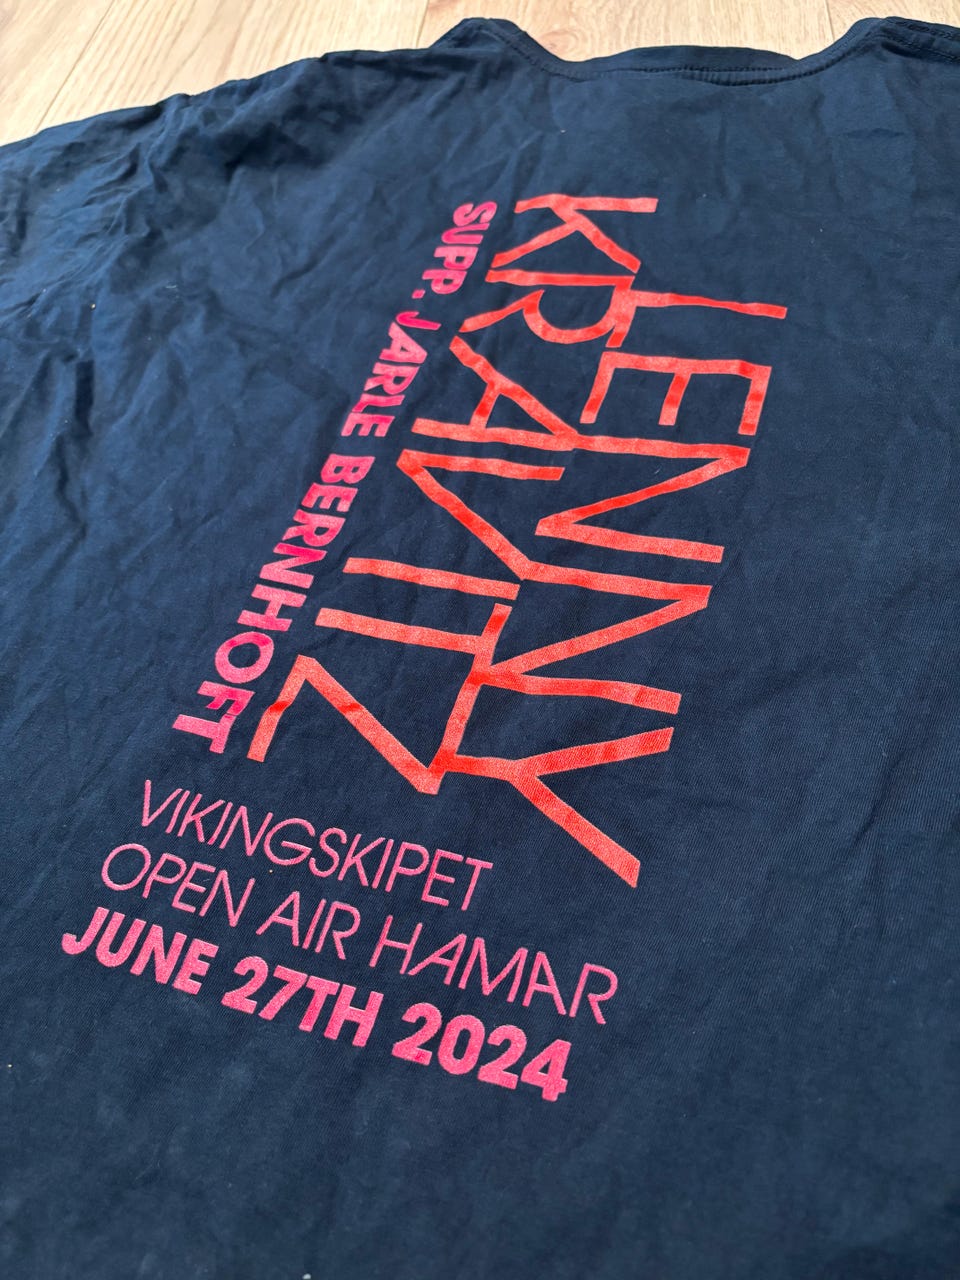 LENNY
KRAVITZ
SUPP. JARLE BERNHOFT
VIKINGSKIPET
OPEN AIR HAMAR
JUNE 27TH 2024